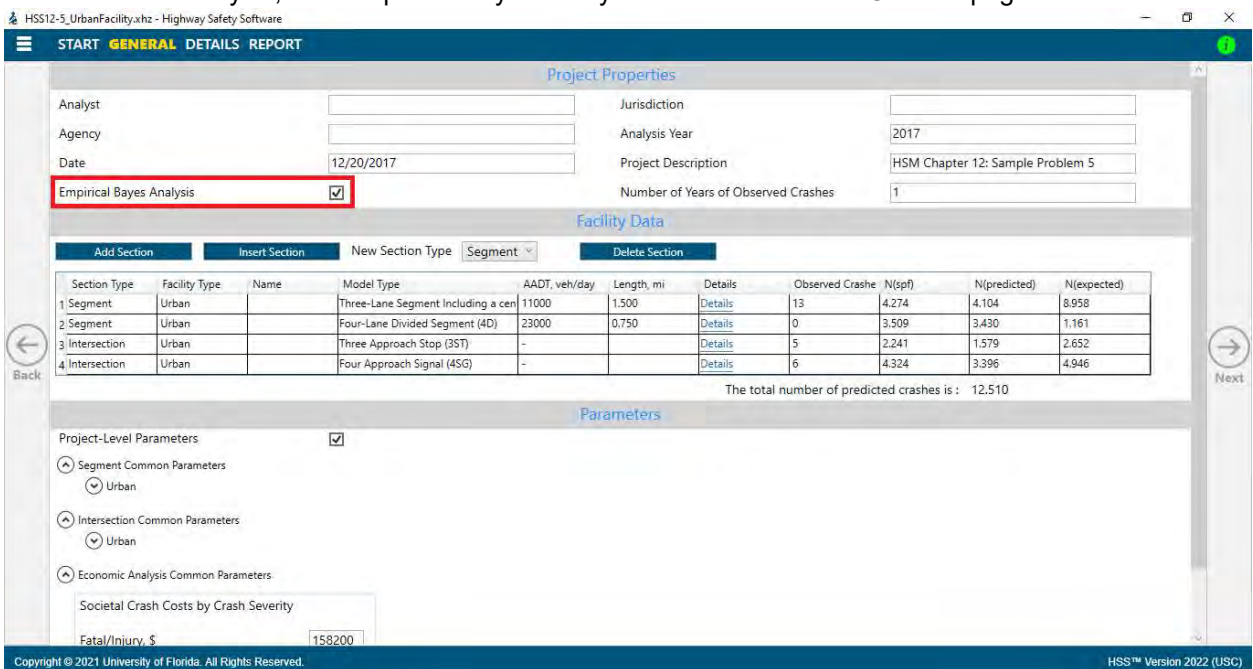 HSS12-5_UrbanFacility.xhz - Highway Safety Software
START GENERAL DETAILS REPORT
Project Properties
Analyst Jurisdiction
Agency Analysis Year 2017
Date 12/20/2017 Project Description HSM Chapter 12: Sample Problem 5
Empirical Bayes Analysis Number of Years of Observed Crashes 1
Facility Data
Add Section Insert Section New Section Type Segment Delete Section
Section Type Facility Type Name Model Type AADT, veh/day Length, mi Details Observed Crashe N(spf) N(predicted) N(expected)
1 Segment Urban Three-Lane Segment Including a cen 11000 1.500 Details 13 4.274 4.104 8.958
2 Segment Urban Four-Lane Divided Segment (4D) 23000 0.750 Details 0 3.509 3.430 1.161
3 Intersection Urban Three Approach Stop (3ST) - Details 5 2.241 1.579 2.652
4 Intersection Urban Four Approach Signal (4SG) - Details 6 4.324 3.396 4.946
The total number of predicted crashes is : 12.510
Back
Next
Parameters
Project-Level Parameters
Segment Common Parameters
Urban
Intersection Common Parameters
Urban
Economic Analysis Common Parameters
Societal Crash Costs by Crash Severity
Fatal/Injury, $ 158200
Copyright © 2021 University of Florida. All Rights Reserved. HSS™ Version 2022 (USC)